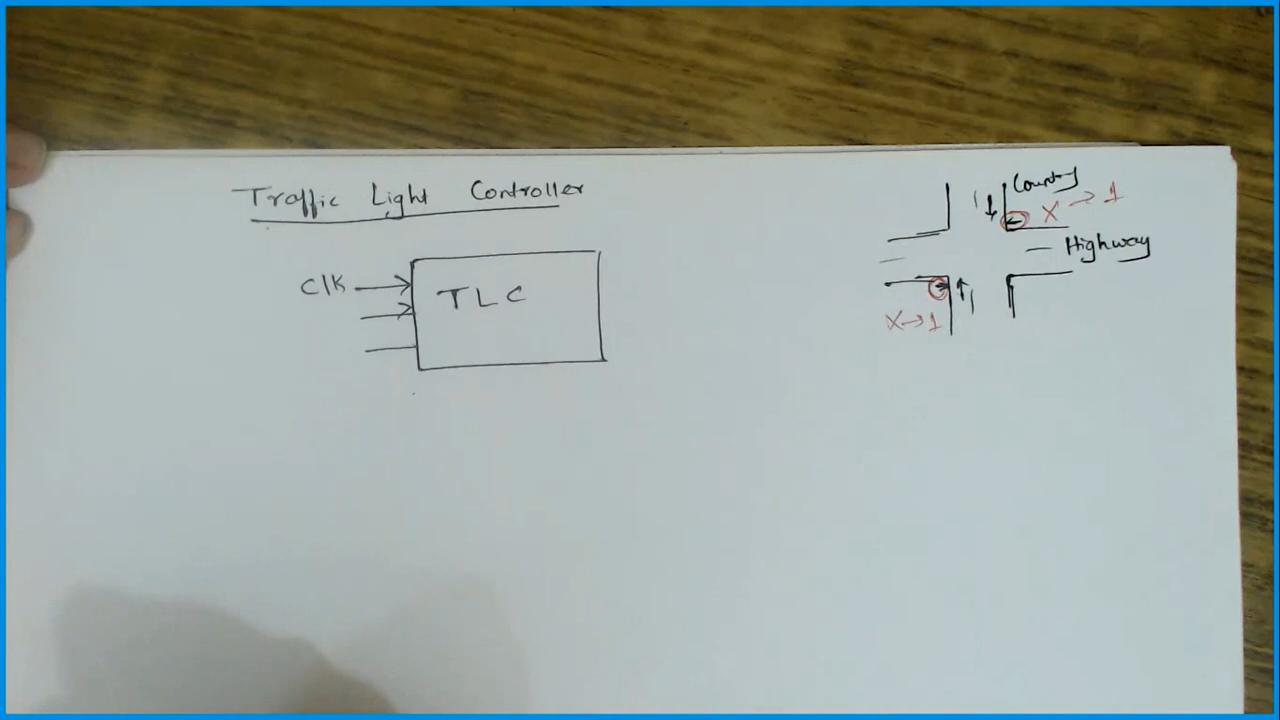 Traffic Light Controller
Country
X → 1
Highway
Clk
TLC
X → 1